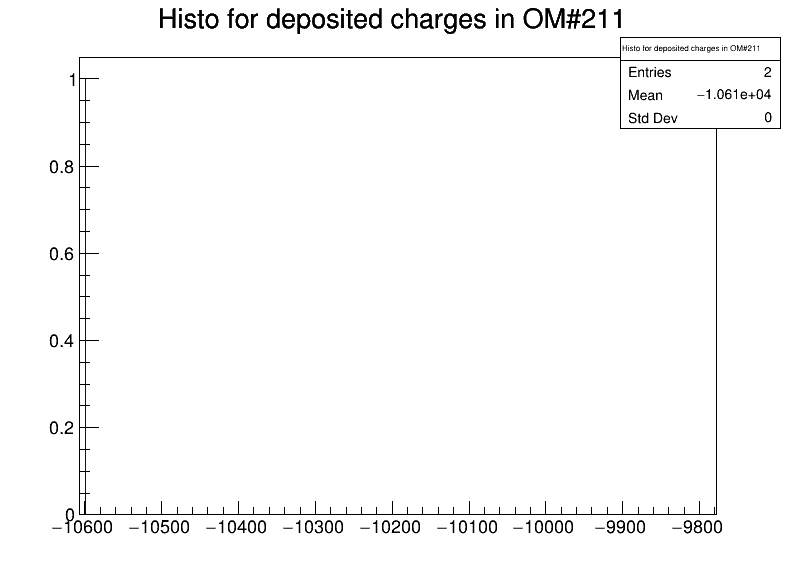 Histo for deposited charges in OM#211
Histo for deposited charges in OM#211
Entries 2
Mean −1.061e+04
Std Dev 0
1
0.8
0.6
0.4
0.2
0
−10600 −10500 −10400 −10300 −10200 −10100 −10000 −9900 −9800